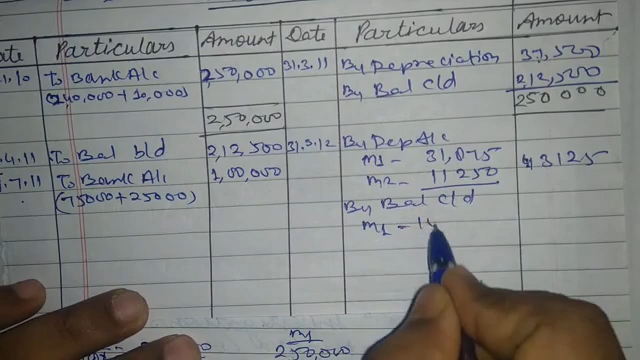 ate Particulars Amount Date Particulars Amount
1.10 To Bank A/c 2,50,000 31.3.11 By Depreciation 37,500
(240,000+10,000) By Bal c/d 2,12,500
2,50,000 250000
.4.11 To Bal b/d 2,12,500 31.3.12 By Dep A/c
m1- 31,875
.7.11 To Bank A/c 1,00,000 m2- 11250 43125
(75000+25000) By Bal c/d
m1 -
m1
250,000